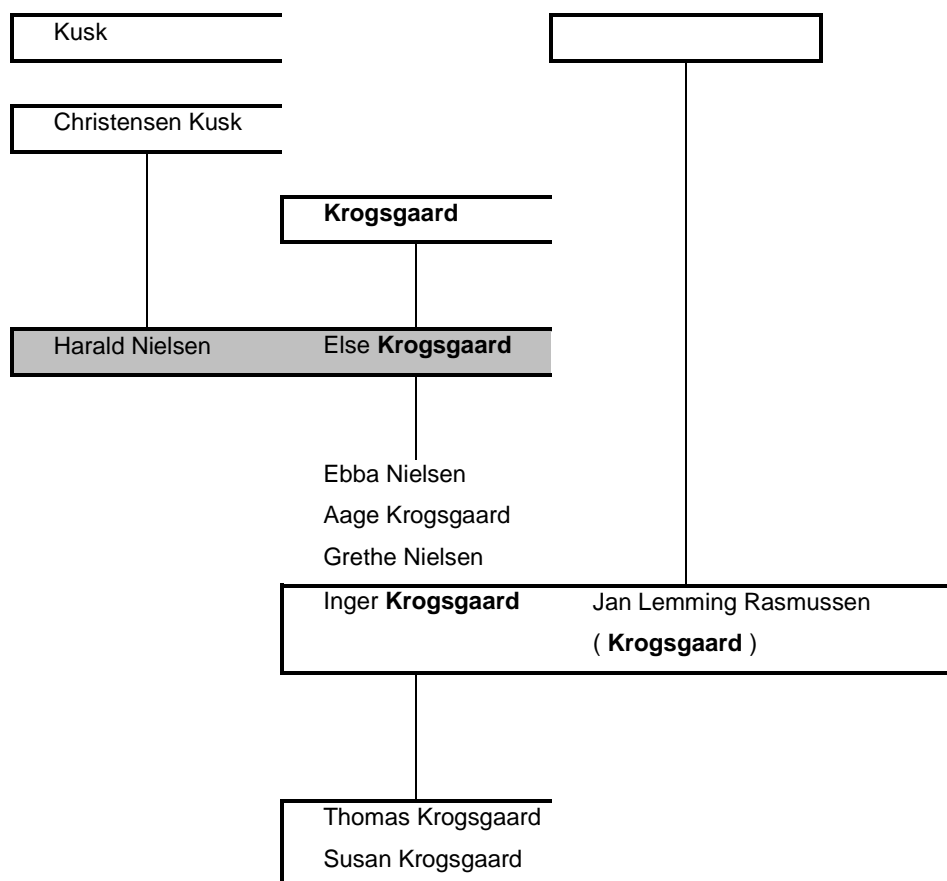 Kusk
Christensen Kusk
Krogsgaard
Harald Nielsen Else Krogsgaard
Ebba Nielsen
Aage Krogsgaard
Grethe Nielsen
Inger Krogsgaard Jan Lemming Rasmussen
( Krogsgaard )
Thomas Krogsgaard
Susan Krogsgaard